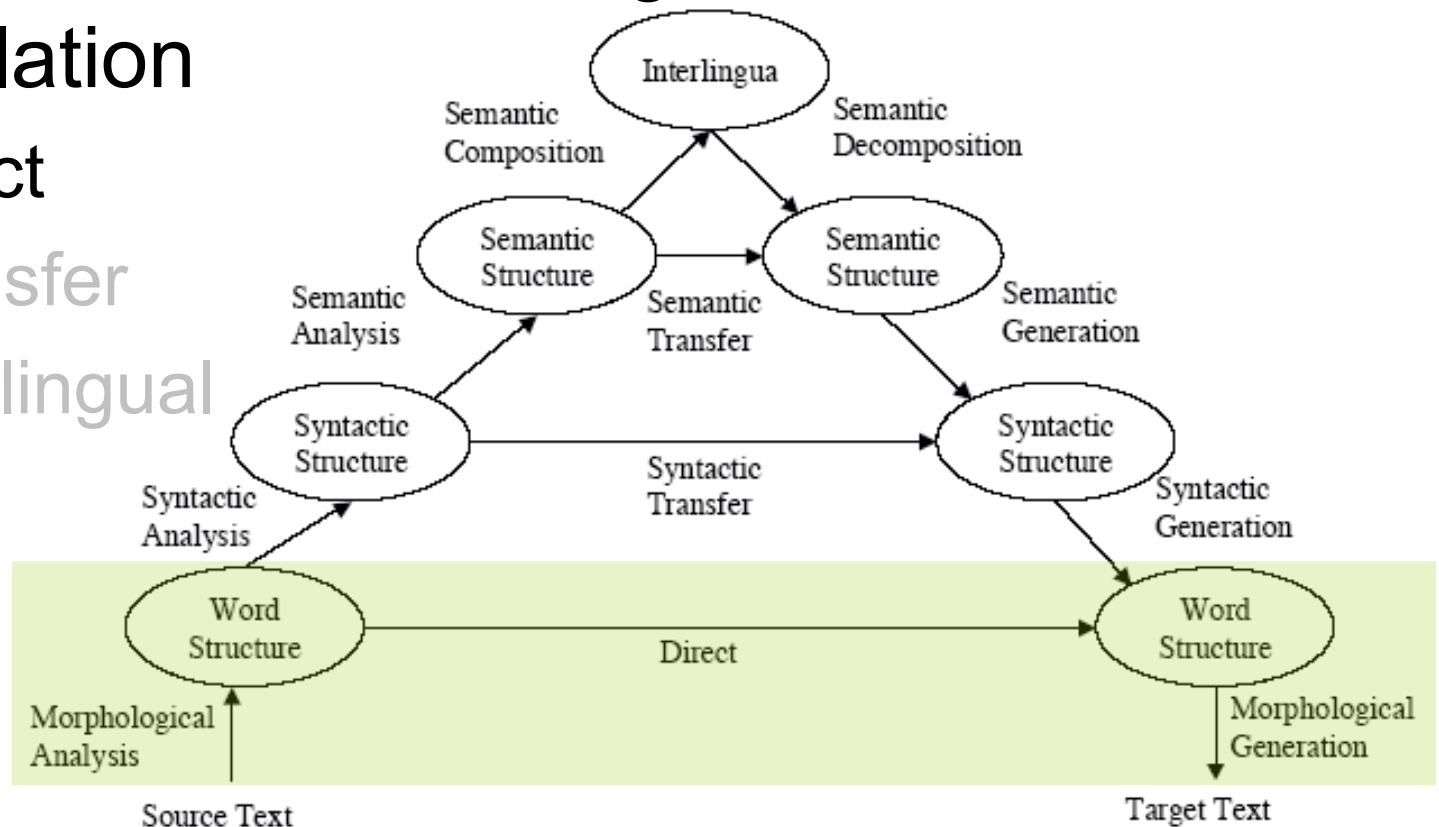 lation
ct
sfer
lingual
Interlingua
Semantic
Composition
Semantic
Decomposition
Semantic
Structure
Semantic
Structure
Semantic
Analysis
Semantic
Transfer
Semantic
Generation
Syntactic
Structure
Syntactic
Structure
Syntactic
Transfer
Syntactic
Analysis
Syntactic
Generation
Word
Structure
Word
Structure
Direct
Morphological
Analysis
Morphological
Generation
Source Text
Target Text